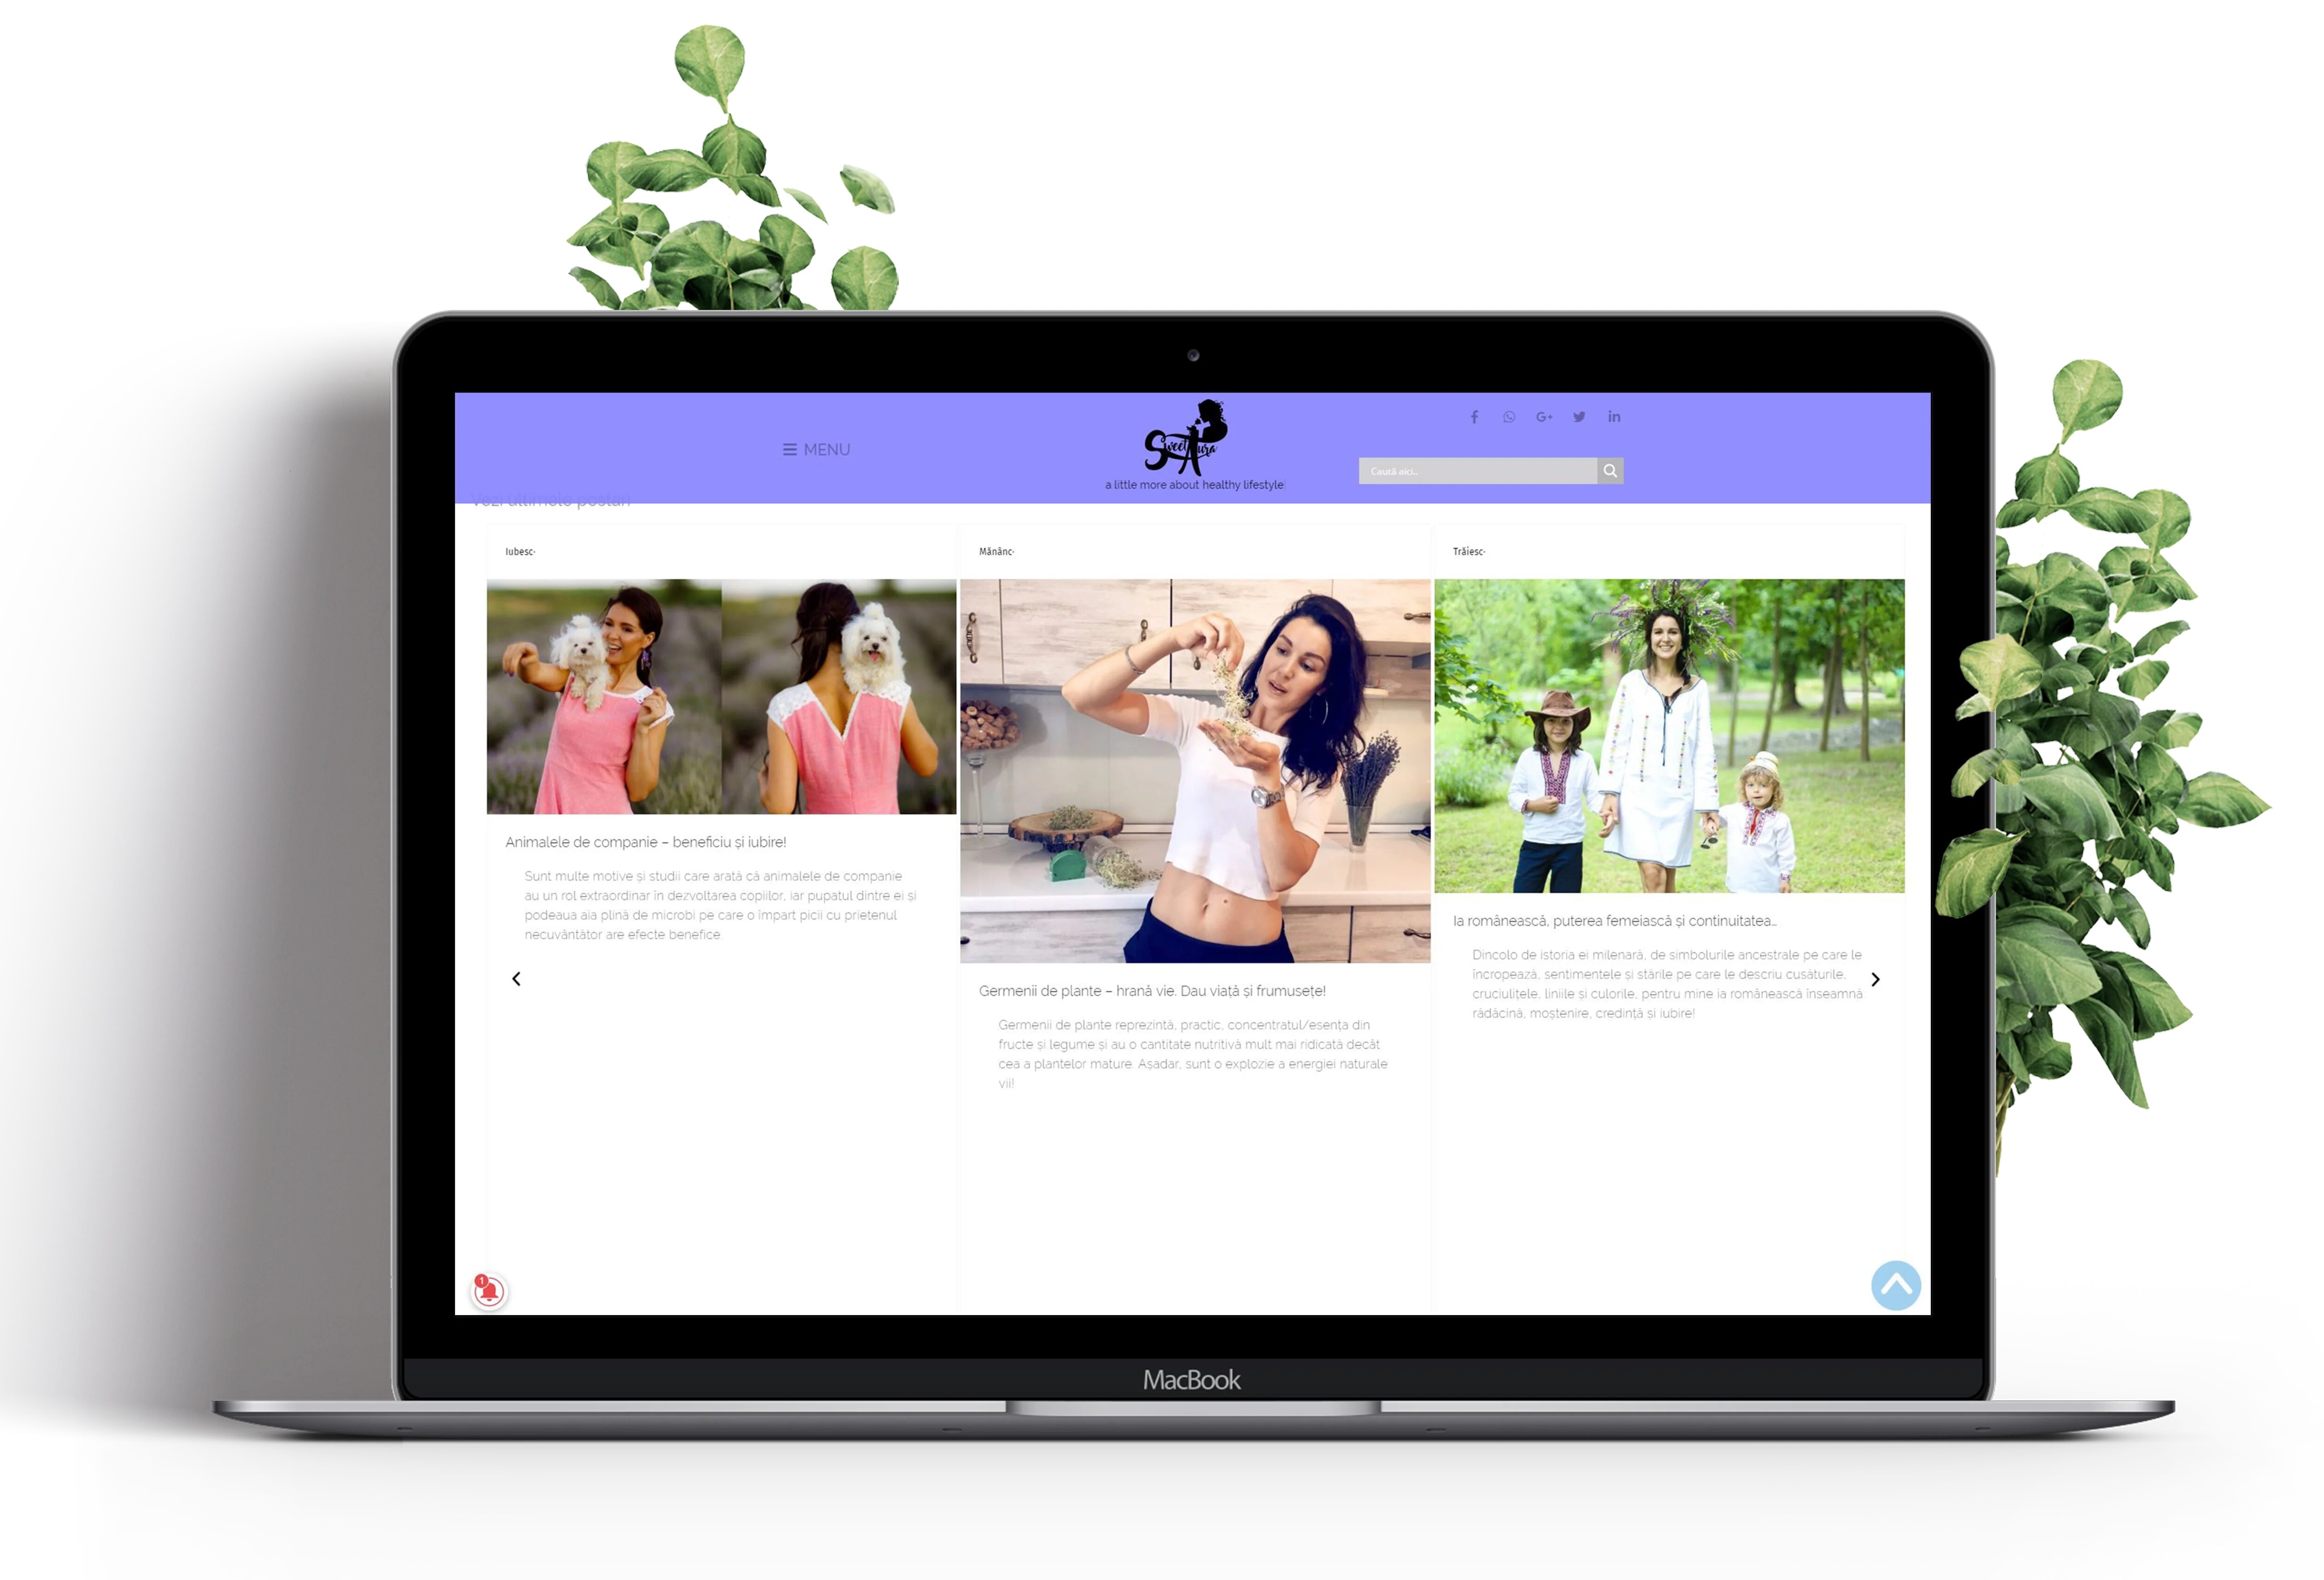 MENU
Sweet Aura
a little more about healthy lifestyle
Caută aici..
Vezi ultimele postari
Iubesc·
Mănânc·
Trăiesc·
Animalele de companie – beneficiu și iubire!
Sunt multe motive și studii care arată că animalele de companie
au un rol extraordinar în dezvoltarea copiilor, iar pupatul dintre ei și
podeaua aia plină de microbi pe care o împart picii cu prietenul
necuvântător are efecte benefice.
Germenii de plante – hrană vie. Dau viață și frumusețe!
Germenii de plante reprezintă, practic, concentratul/esența din
fructe și legume și au o cantitate nutritivă mult mai ridicată decât
cea a plantelor mature. Așadar, sunt o explozie a energiei naturale
vii!
Ia românească, puterea femeiască și continuitatea…
Dincolo de istoria ei milenară, de simbolurile ancestrale pe care le
încropează, sentimentele și stările pe care le descriu cusăturile,
cruciulițele, liniile și culorile, pentru mine ia românească înseamnă
rădăcină, moștenire, credință și iubire!
1
MacBook